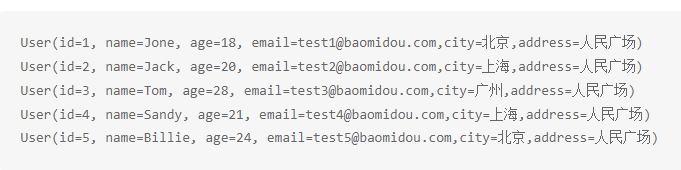 User(id=1, name=Jone, age=18, email=test1@baomidou.com,city=北京,address=人民广场)
User(id=2, name=Jack, age=20, email=test2@baomidou.com,city=上海,address=人民广场)
User(id=3, name=Tom, age=28, email=test3@baomidou.com,city=广州,address=人民广场)
User(id=4, name=Sandy, age=21, email=test4@baomidou.com,city=上海,address=人民广场)
User(id=5, name=Billie, age=24, email=test5@baomidou.com,city=北京,address=人民广场)